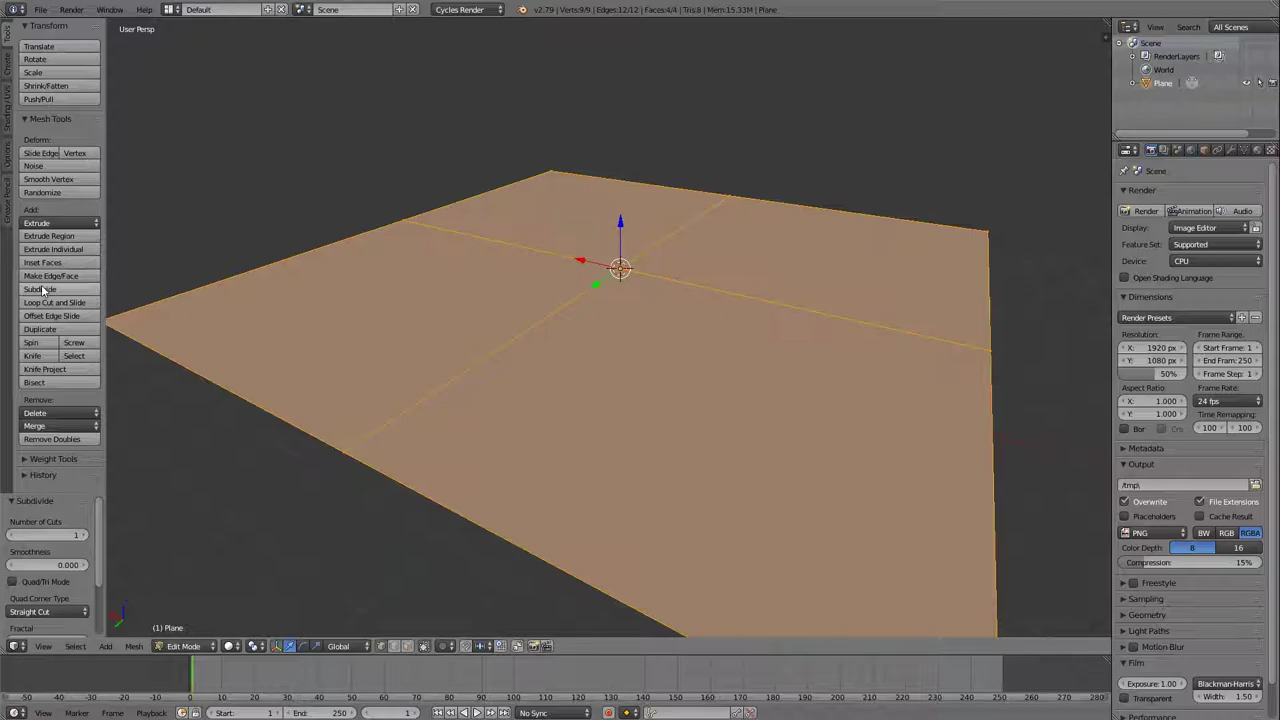 File Render Window Help Default Scene Cycles Render v2.79 | Verts:9/9 | Edges:12/12 | Faces:4/4 | Tris:8 | Mem:15.33M | Plane
Tools
Create
Shading / UVs
Options
Grease Pencil
Transform
Translate
Rotate
Scale
Shrink/Fatten
Push/Pull
Mesh Tools
Deform:
Slide Edge Vertex
Noise
Smooth Vertex
Randomize
Add:
Extrude
Extrude Region
Extrude Individual
Inset Faces
Make Edge/Face
Subdivide
Loop Cut and Slide
Offset Edge Slide
Duplicate
Spin Screw
Knife Select
Knife Project
Bisect
Remove:
Delete
Merge
Remove Doubles
Weight Tools
History
Subdivide
Number of Cuts
1
Smoothness
0.000
Quad/Tri Mode
Quad Corner Type
Straight Cut
Fractal
User Persp
(1) Plane
View Select Add Mesh Edit Mode Global
-50 -40 -30 -20 -10 0 10 20 30 40 50 60 70 80 90 100 110 120 130 140 150 160 170 180 190 200 210 220 230 240 250 260 270 280
View Marker Frame Playback Start: 1 End: 250 1 No Sync
View Search All Scenes
Scene
RenderLayers
World
Plane
Scene
Render
Render Animation Audio
Display: Image Editor
Feature Set: Supported
Device: CPU
Open Shading Language
Dimensions
Render Presets
Resolution: Frame Range:
X: 1920 px Start Frame: 1
Y: 1080 px End Fram: 250
50% Frame Step: 1
Aspect Ratio: Frame Rate:
X: 1.000 24 fps
Y: 1.000 Time Remapping:
Bor Cro 100 100
Metadata
Output
/tmp\
Overwrite File Extensions
Placeholders Cache Result
PNG BW RGB RGBA
Color Depth: 8 16
Compression: 15%
Freestyle
Sampling
Geometry
Light Paths
Motion Blur
Film
Exposure: 1.00 Blackman-Harris
Transparent Width: 1.50
Performance